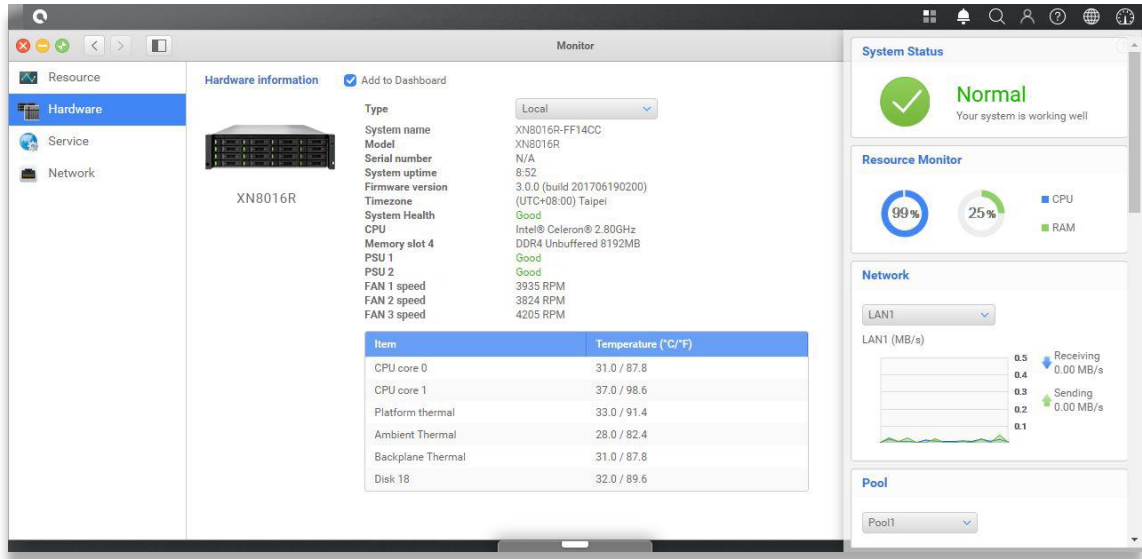 Monitor
Resource
Hardware
Service
Network
Hardware information
Add to Dashboard
XN8016R
Type Local
System name XN8016R-FF14CC
Model XN8016R
Serial number N/A
System uptime 8:52
Firmware version 3.0.0 (build 201706190200)
Timezone (UTC+08:00) Taipei
System Health Good
CPU Intel® Celeron® 2.80GHz
Memory slot 4 DDR4 Unbuffered 8192MB
PSU 1 Good
PSU 2 Good
FAN 1 speed 3935 RPM
FAN 2 speed 3824 RPM
FAN 3 speed 4205 RPM
Item Temperature (°C/°F)
CPU core 0 31.0 / 87.8
CPU core 1 37.0 / 98.6
Platform thermal 33.0 / 91.4
Ambient Thermal 28.0 / 82.4
Backplane Thermal 31.0 / 87.8
Disk 18 32.0 / 89.6
System Status
Normal
Your system is working well
Resource Monitor
99%
25%
CPU
RAM
Network
LAN1
LAN1 (MB/s)
0.5
0.4
0.3
0.2
0.1
Receiving
0.00 MB/s
Sending
0.00 MB/s
Pool
Pool1